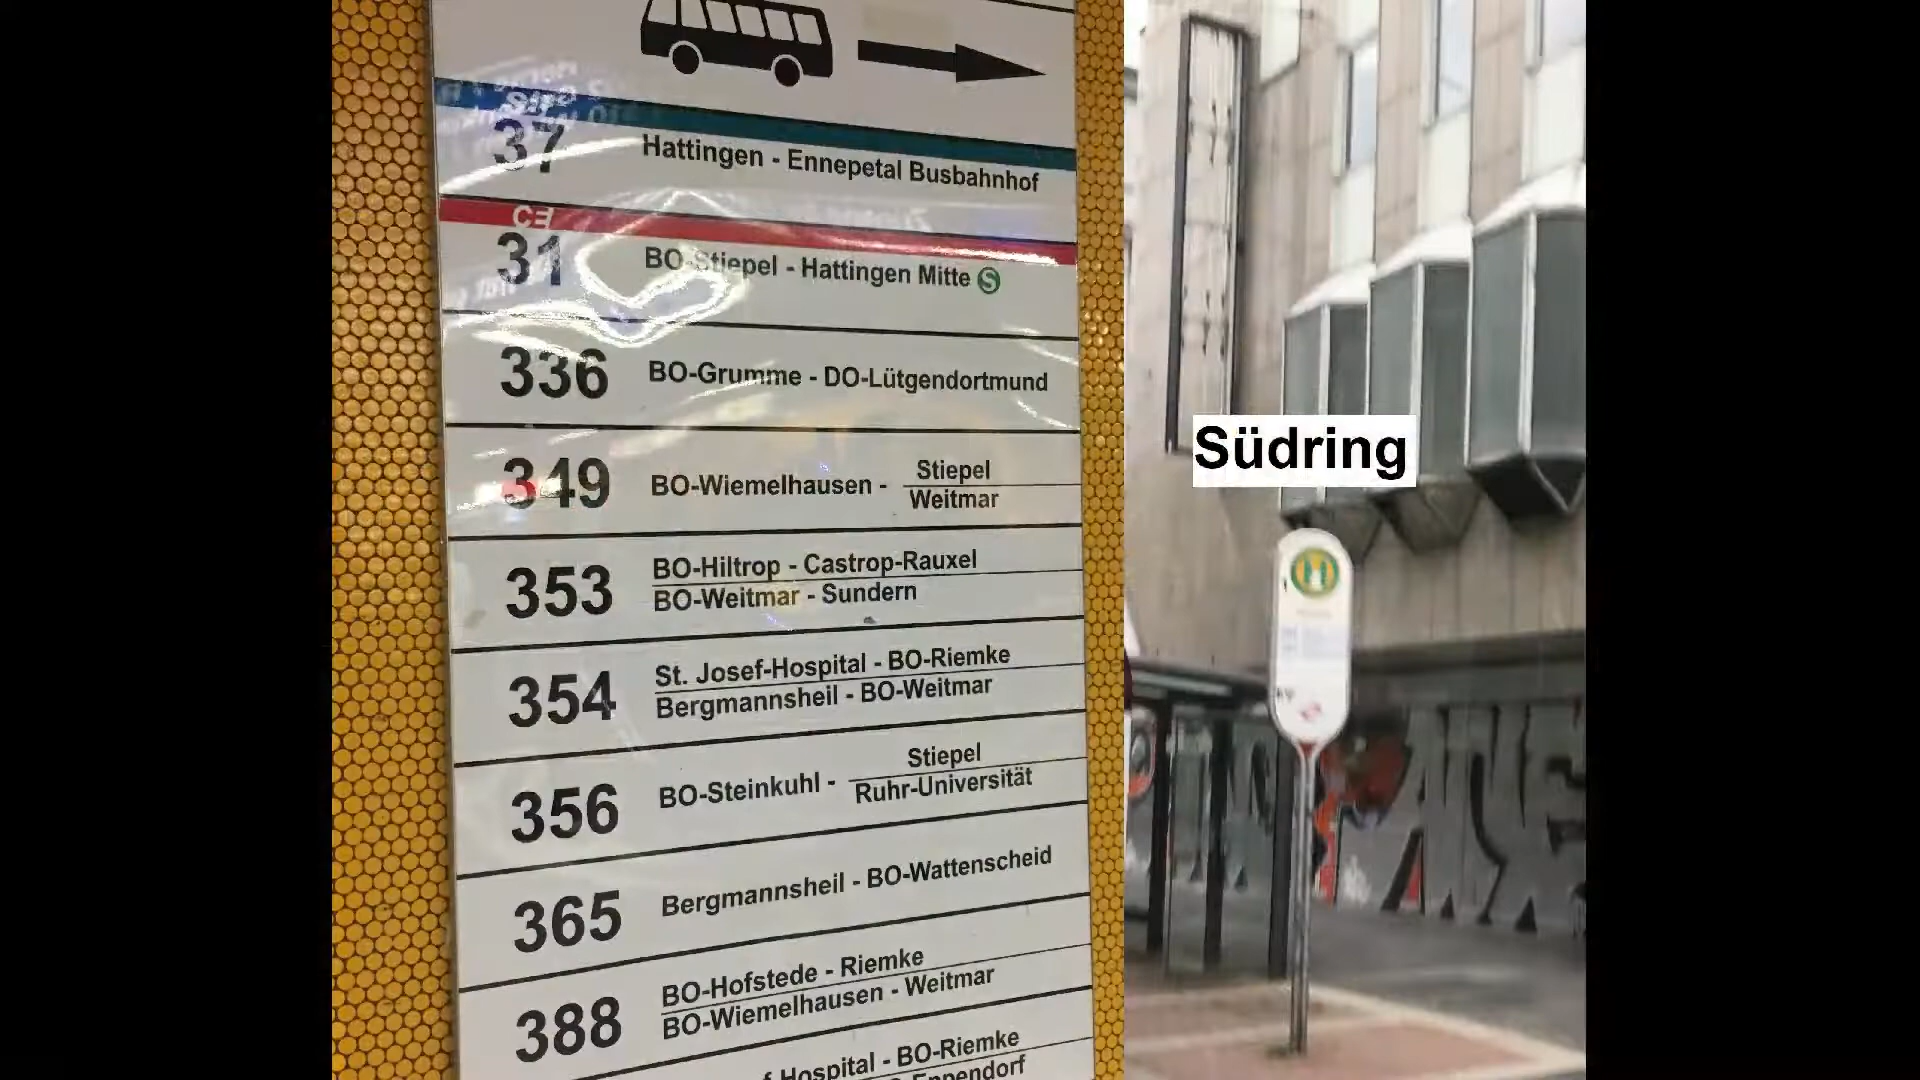 SB
37 Hattingen - Ennepetal Busbahnhof
CE
31 BO-Stiepel - Hattingen Mitte S
336 BO-Grumme - DO-Lütgendortmund
349 BO-Wiemelhausen - Stiepel
Weitmar
353 BO-Hiltrop - Castrop-Rauxel
BO-Weitmar - Sundern
354 St. Josef-Hospital - BO-Riemke
Bergmannsheil - BO-Weitmar
356 BO-Steinkuhl - Stiepel
Ruhr-Universität
365 Bergmannsheil - BO-Wattenscheid
388 BO-Hofstede - Riemke
BO-Wiemelhausen - Weitmar
Hospital - BO-Riemke
Eppendorf
Südring
H